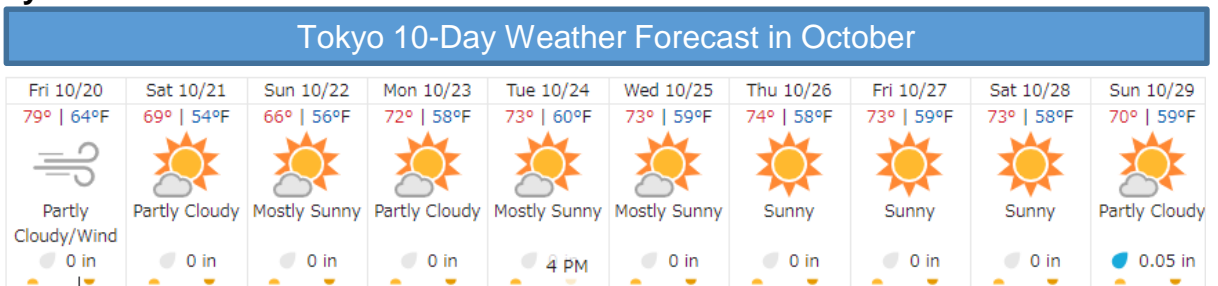 Tokyo 10-Day Weather Forecast in October
Fri 10/20 Sat 10/21 Sun 10/22 Mon 10/23 Tue 10/24 Wed 10/25 Thu 10/26 Fri 10/27 Sat 10/28 Sun 10/29
79° | 64°F 69° | 54°F 66° | 56°F 72° | 58°F 73° | 60°F 73° | 59°F 74° | 58°F 73° | 59°F 73° | 58°F 70° | 59°F
Partly Partly Cloudy Mostly Sunny Partly Cloudy Mostly Sunny Mostly Sunny Sunny Sunny Sunny Partly Cloudy
Cloudy/Wind
0 in 0 in 0 in 0 in 4 PM 0 in 0 in 0 in 0 in 0.05 in